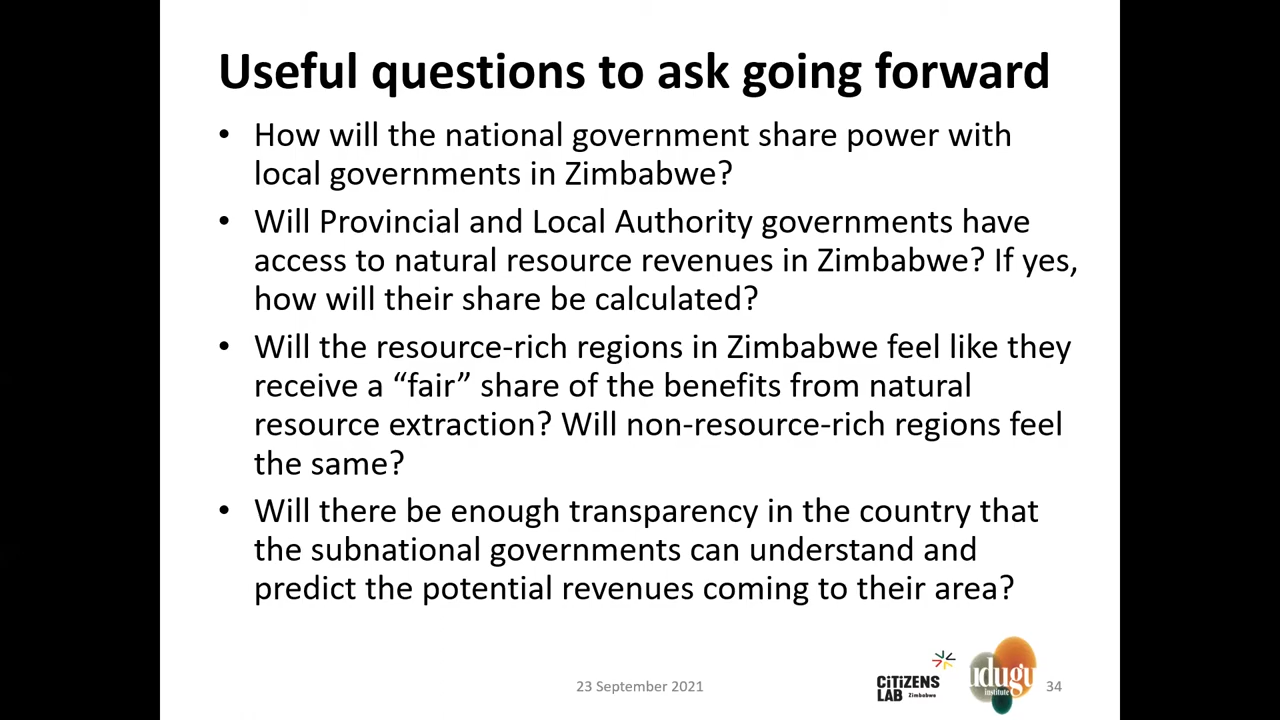 Useful questions to ask going forward
• How will the national government share power with
local governments in Zimbabwe?
• Will Provincial and Local Authority governments have
access to natural resource revenues in Zimbabwe? If yes,
how will their share be calculated?
• Will the resource-rich regions in Zimbabwe feel like they
receive a “fair” share of the benefits from natural
resource extraction? Will non-resource-rich regions feel
the same?
• Will there be enough transparency in the country that
the subnational governments can understand and
predict the potential revenues coming to their area?
23 September 2021
CiTiZENS
LAB Zimbabwe
udugu
institute
34